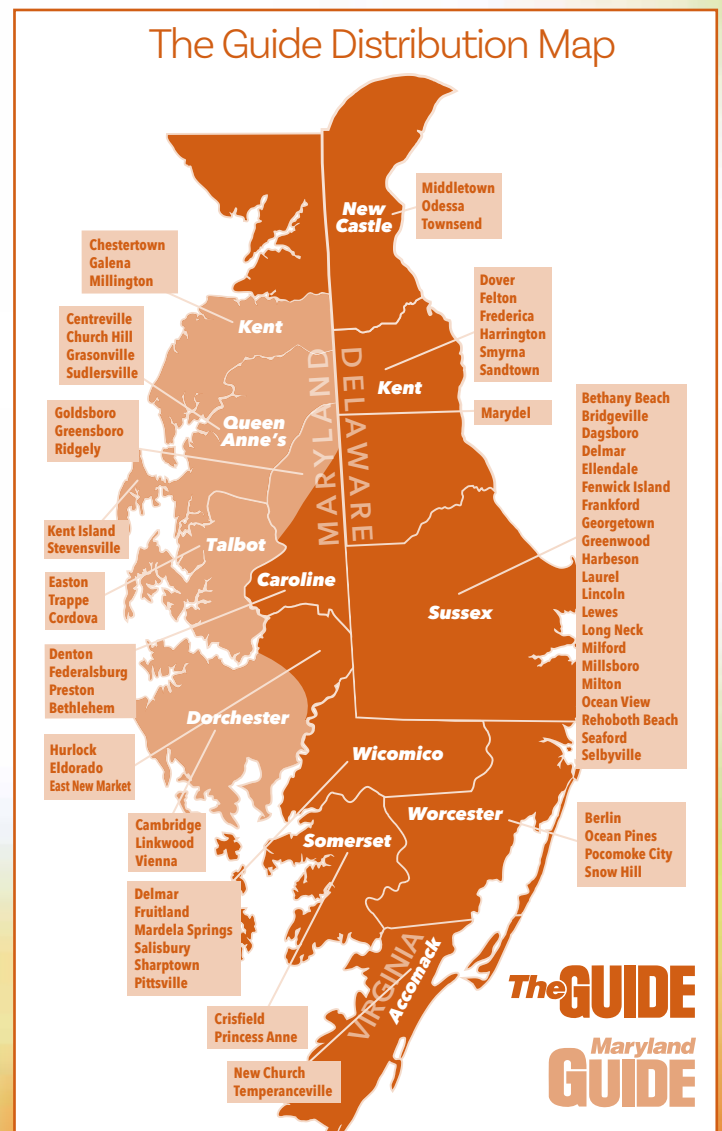 The Guide Distribution Map
New
Castle
Middletown
Odessa
Townsend
Chestertown
Galena
Millington
Kent
Dover
Felton
Frederica
Harrington
Smyrna
Sandtown
Centreville
Church Hill
Grasonville
Sudlersville
Kent
MARYLAND
DELAWARE
Queen
Anne's
Marydel
Goldsboro
Greensboro
Ridgely
Bethany Beach
Bridgeville
Dagsboro
Delmar
Ellendale
Fenwick Island
Frankford
Georgetown
Greenwood
Harbeson
Laurel
Lincoln
Lewes
Long Neck
Milford
Millsboro
Milton
Ocean View
Rehoboth Beach
Seaford
Selbyville
Kent Island
Stevensville
Talbot
Easton
Trappe
Cordova
Caroline
Sussex
Denton
Federalsburg
Preston
Bethlehem
Dorchester
Hurlock
Eldorado
East New Market
Wicomico
Cambridge
Linkwood
Vienna
Somerset
Worcester
Berlin
Ocean Pines
Pocomoke City
Snow Hill
Delmar
Fruitland
Mardela Springs
Salisbury
Sharptown
Pittsville
VIRGINIA
Accomack
Crisfield
Princess Anne
New Church
Temperanceville
The GUIDE
Maryland
GUIDE